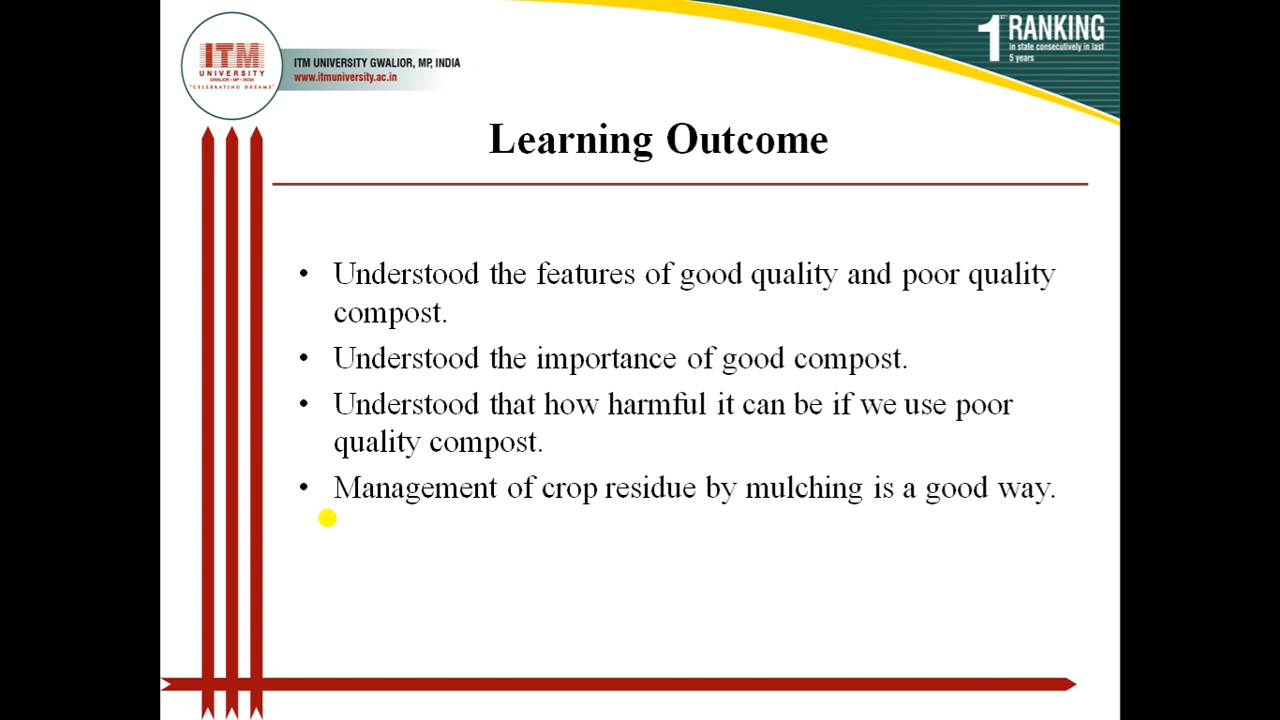 ITM
UNIVERSITY
GWALIOR • MP • INDIA
"CELEBRATING DREAMS"
ITM UNIVERSITY GWALIOR, MP, INDIA
www.itmuniversity.ac.in
1ST RANKING
in state consecutively in last
5 years
Learning Outcome
• Understood the features of good quality and poor quality
compost.
• Understood the importance of good compost.
• Understood that how harmful it can be if we use poor
quality compost.
• Management of crop residue by mulching is a good way.